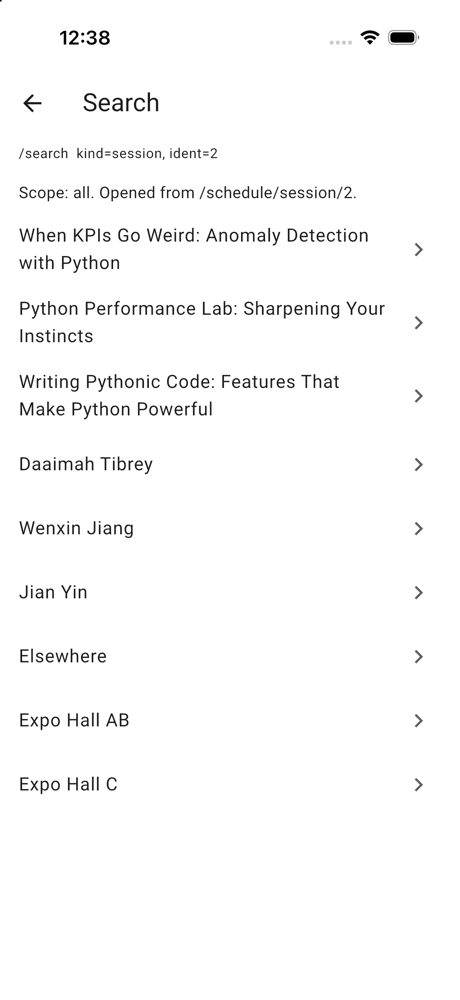 12:38
Search
/search kind=session, ident=2
Scope: all. Opened from /schedule/session/2.
When KPIs Go Weird: Anomaly Detection
with Python
Python Performance Lab: Sharpening Your
Instincts
Writing Pythonic Code: Features That
Make Python Powerful
Daaimah Tibrey
Wenxin Jiang
Jian Yin
Elsewhere
Expo Hall AB
Expo Hall C